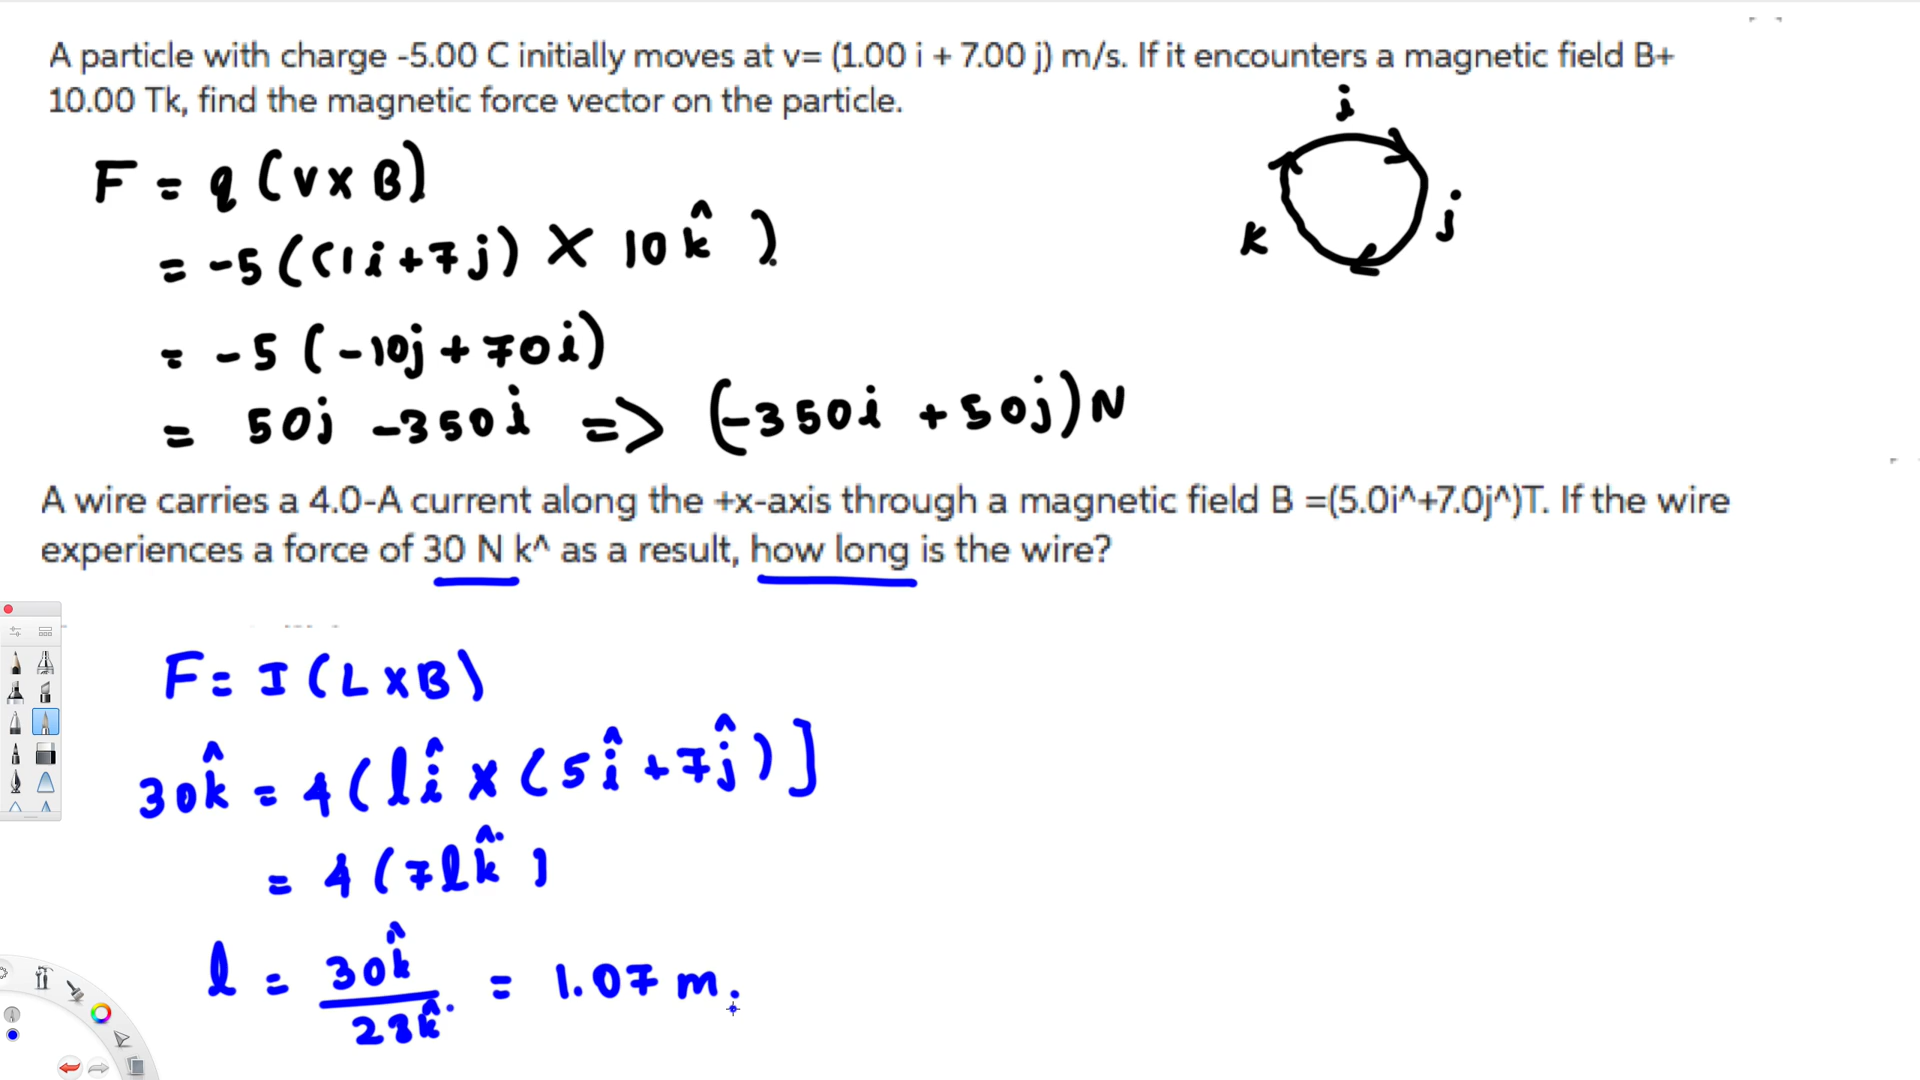 A particle with charge -5.00 C initially moves at v= (1.00 i + 7.00 j) m/s. If it encounters a magnetic field B+
10.00 Tk, find the magnetic force vector on the particle.
i
F = q (V x B)
j
k
= -5 ((1i+7j) × 10 k̂ )
= -5 (-10j + 70i)
= 50j -350i => (-350i +50j) N
A wire carries a 4.0-A current along the +x-axis through a magnetic field B =(5.0i^+7.0j^)T. If the wire
experiences a force of 30 N k^ as a result, how long is the wire?
F = I (L X B)
30k̂ = 4 ( lî x (5î +7ĵ)]
= 4 (7lk̂ )
l = 30k̂ / 28k̂ = 1.07 m.